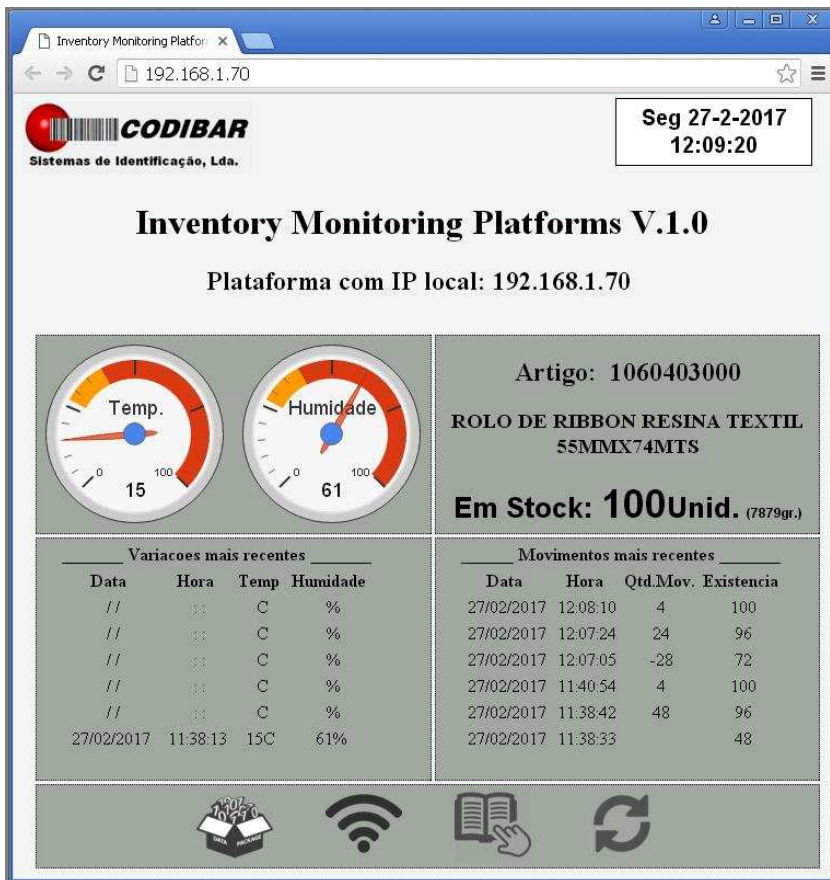 Inventory Monitoring Platfor
192.168.1.70
CODIBAR
Sistemas de Identificação, Lda.
Seg 27-2-2017
12:09:20
Inventory Monitoring Platforms V.1.0
Plataforma com IP local: 192.168.1.70
Temp.
0 100
15
Humidade
0 100
61
Artigo: 1060403000
ROLO DE RIBBON RESINA TEXTIL
55MMX74MTS
Em Stock: 100Unid. (7879gr.)
Variacoes mais recentes
Data Hora Temp Humidade
/ / : : C %
/ / : : C %
/ / : : C %
/ / : : C %
/ / : : C %
27/02/2017 11:38:13 15C 61%
Movimentos mais recentes
Data Hora Qtd.Mov. Existencia
27/02/2017 12:08:10 4 100
27/02/2017 12:07:24 24 96
27/02/2017 12:07:05 -28 72
27/02/2017 11:40:54 4 100
27/02/2017 11:38:42 48 96
27/02/2017 11:38:33 48
DATA PACKAGE